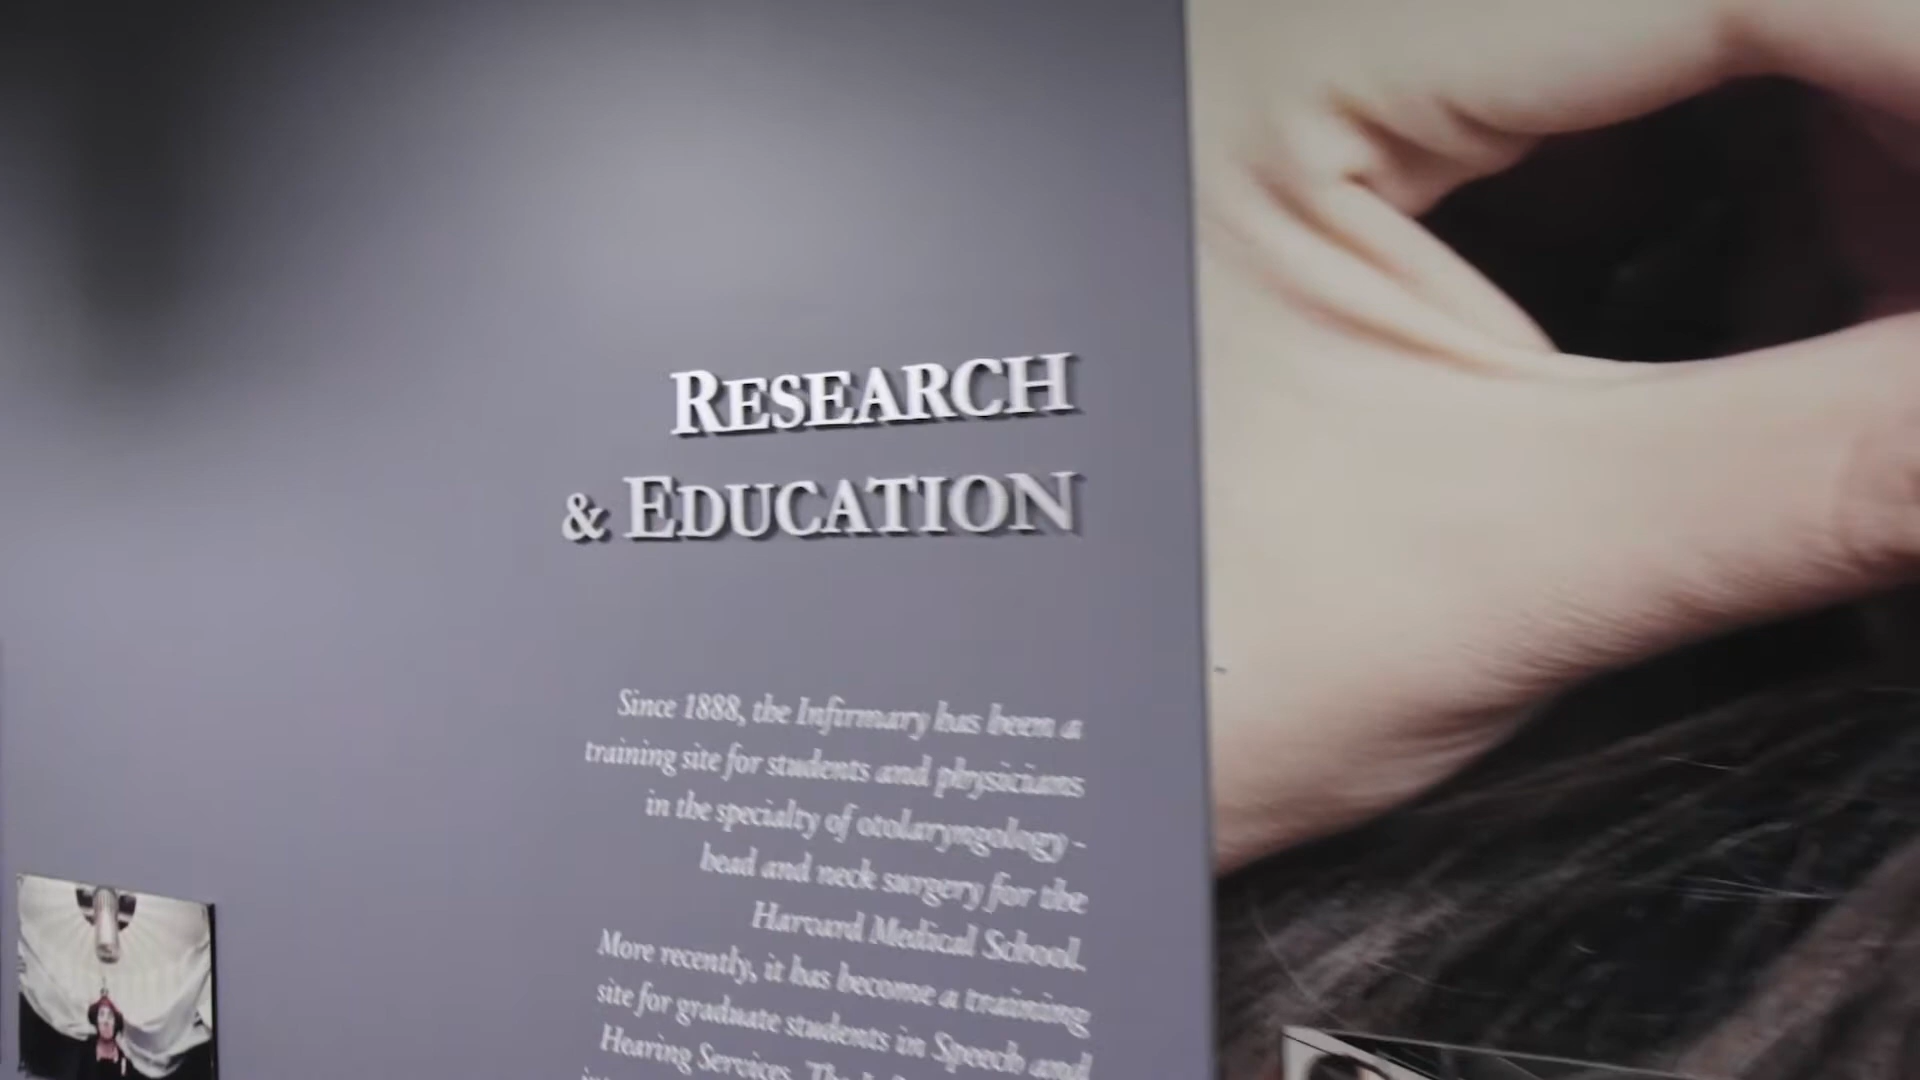 RESEARCH
& EDUCATION
Since 1888, the Infirmary has been a
training site for students and physicians
in the specialty of otolaryngology -
head and neck surgery for the
Harvard Medical School.
More recently, it has become a training
site for graduate students in Speech and
Hearing Services. The